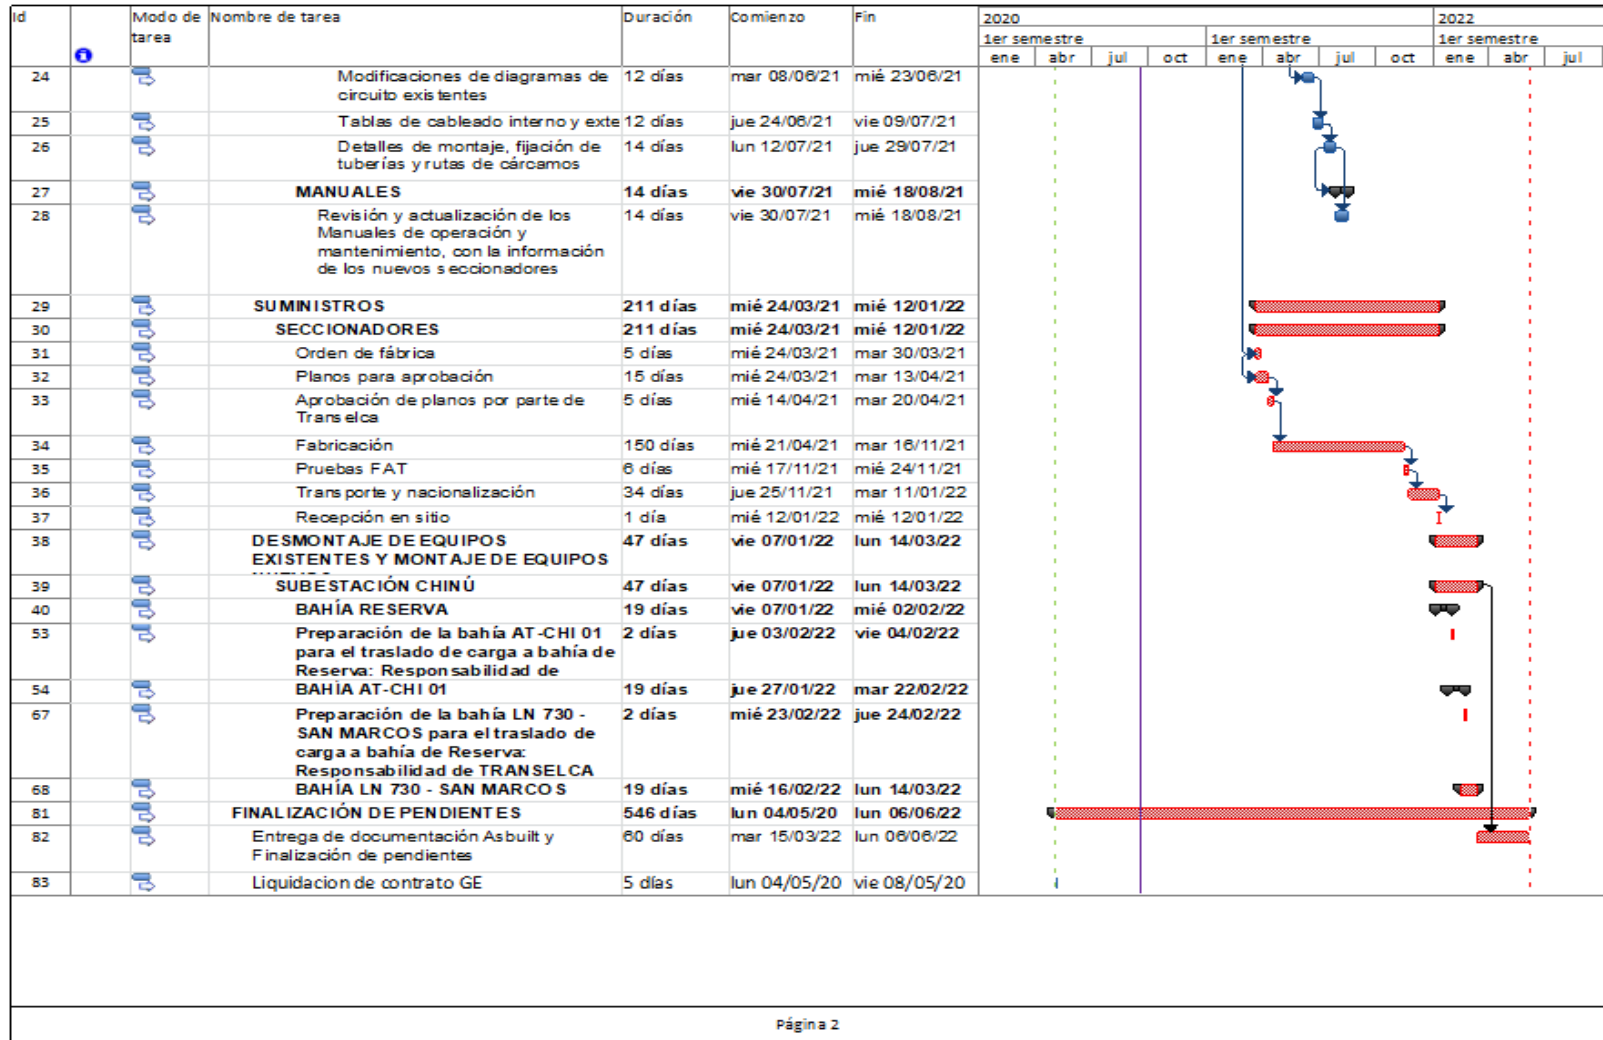 Id Modo de Nombre de tarea Duración Comienzo Fin 2020 2022
tarea 1er semestre 1er semestre 1er semestre
ene abr jul oct ene abr jul oct ene abr jul
24 Modificaciones de diagramas de 12 días mar 08/06/21 mié 23/06/21
circuito existentes
25 Tablas de cableado interno y exte 12 días jue 24/06/21 vie 09/07/21
26 Detalles de montaje, fijación de 14 días lun 12/07/21 jue 29/07/21
tuberías y rutas de cárcamos
27 MANUALES 14 días vie 30/07/21 mié 18/08/21
28 Revisión y actualización de los 14 días vie 30/07/21 mié 18/08/21
Manuales de operación y
mantenimiento, con la información
de los nuevos seccionadores
29 SUMINISTROS 211 días mié 24/03/21 mié 12/01/22
30 SECCIONADORES 211 días mié 24/03/21 mié 12/01/22
31 Orden de fábrica 5 días mié 24/03/21 mar 30/03/21
32 Planos para aprobación 15 días mié 24/03/21 mar 13/04/21
33 Aprobación de planos por parte de 5 días mié 14/04/21 mar 20/04/21
Transelca
34 Fabricación 150 días mié 21/04/21 mar 16/11/21
35 Pruebas FAT 6 días mié 17/11/21 mié 24/11/21
36 Transporte y nacionalización 34 días jue 25/11/21 mar 11/01/22
37 Recepción en sitio 1 día mié 12/01/22 mié 12/01/22
38 DESMONTAJE DE EQUIPOS 47 días vie 07/01/22 lun 14/03/22
EXISTENTES Y MONTAJE DE EQUIPOS
39 SUBESTACIÓN CHINÚ 47 días vie 07/01/22 lun 14/03/22
40 BAHÍA RESERVA 19 días vie 07/01/22 mié 02/02/22
53 Preparación de la bahía AT-CHI 01 2 días jue 03/02/22 vie 04/02/22
para el traslado de carga a bahía de
Reserva: Responsabilidad de
54 BAHÍA AT-CHI 01 19 días jue 27/01/22 mar 22/02/22
67 Preparación de la bahía LN 730 - 2 días mié 23/02/22 jue 24/02/22
SAN MARCOS para el traslado de
carga a bahía de Reserva:
Responsabilidad de TRANSELCA
68 BAHÍA LN 730 - SAN MARCOS 19 días mié 16/02/22 lun 14/03/22
81 FINALIZACIÓN DE PENDIENTES 546 días lun 04/05/20 lun 06/06/22
82 Entrega de documentación Asbuilt y 60 días mar 15/03/22 lun 06/06/22
Finalización de pendientes
83 Liquidacion de contrato GE 5 días lun 04/05/20 vie 08/05/20
Página 2